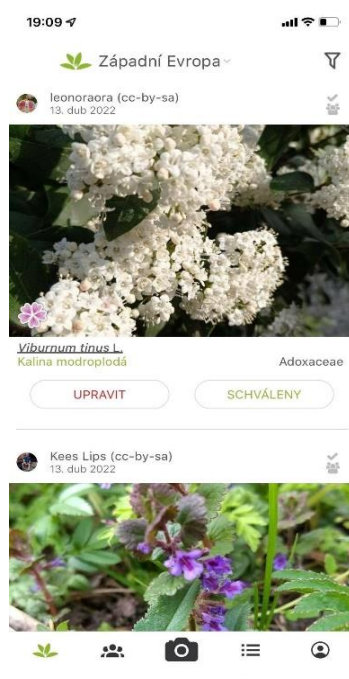 19:09
Západní Evropa
leonoraora (cc-by-sa)
13. dub 2022
Viburnum tinus L.
Kalina modroplodá
Adoxaceae
UPRAVIT
SCHVÁLENY
Kees Lips (cc-by-sa)
13. dub 2022